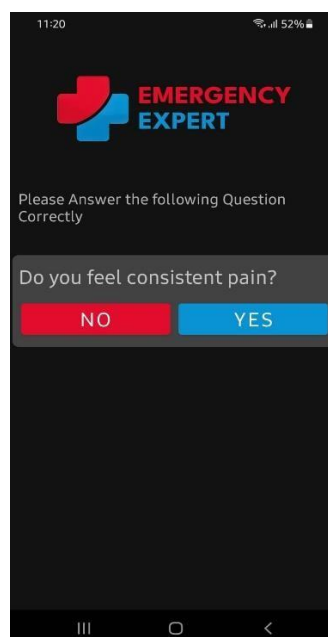 11:20
52%
EMERGENCY
EXPERT
Please Answer the following Question
Correctly
Do you feel consistent pain?
NO
YES